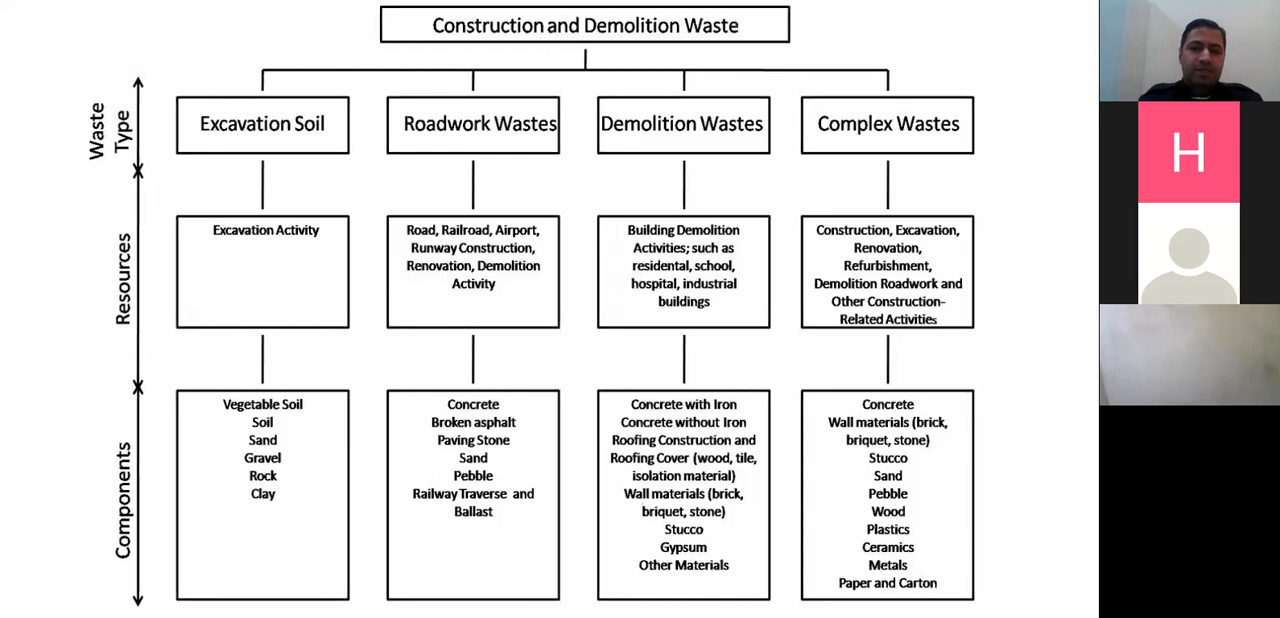 Construction and Demolition Waste
Waste
Type
Excavation Soil
Roadwork Wastes
Demolition Wastes
Complex Wastes
Resources
Excavation Activity
Road, Railroad, Airport,
Runway Construction,
Renovation, Demolition
Activity
Building Demolition
Activities; such as
residental, school,
hospital, industrial
buildings
Construction, Excavation,
Renovation,
Refurbishment,
Demolition Roadwork and
Other Construction-
Related Activities
Components
Vegetable Soil
Soil
Sand
Gravel
Rock
Clay
Concrete
Broken asphalt
Paving Stone
Sand
Pebble
Railway Traverse and
Ballast
Concrete with Iron
Concrete without Iron
Roofing Construction and
Roofing Cover (wood, tile,
isolation material)
Wall materials (brick,
briquet, stone)
Stucco
Gypsum
Other Materials
Concrete
Wall materials (brick,
briquet, stone)
Stucco
Sand
Pebble
Wood
Plastics
Ceramics
Metals
Paper and Carton
H